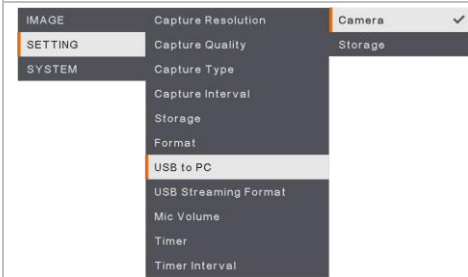 IMAGE
SETTING
SYSTEM
Capture Resolution
Capture Quality
Capture Type
Capture Interval
Storage
Format
USB to PC
USB Streaming Format
Mic Volume
Timer
Timer Interval
Camera
Storage